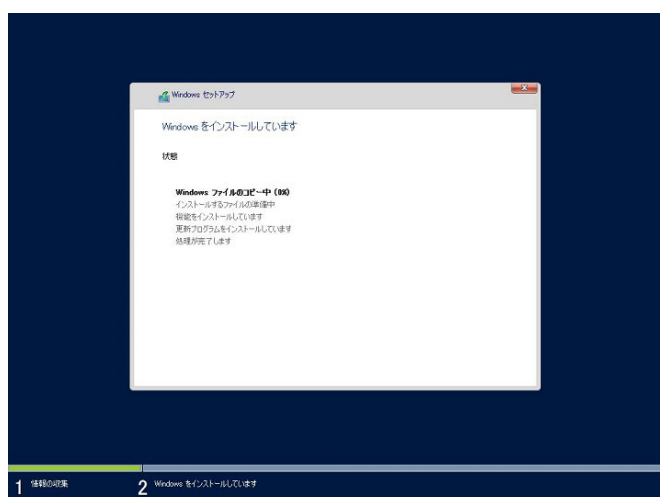 Windows セットアップ
Windows をインストールしています
状態
Windows ファイルのコピー中 (0%)
インストールするファイルの準備中
機能をインストールしています
更新プログラムをインストールしています
処理が完了します
1 情報の収集
2 Windows をインストールしています